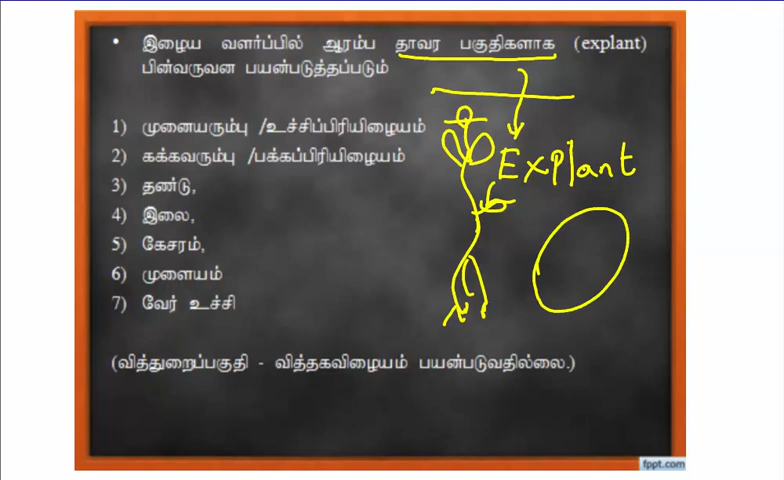 • இழைய வளர்ப்பில் ஆரம்ப தாவர பகுதிகளாக (explant)
பின்வருவன பயன்படுத்தப்படும்
1) முனையரும்பு /உச்சிப்பிரியிழையம்
2) கக்கவரும்பு /பக்கப்பிரியிழையம்
Explant
3) தண்டு,
4) இலை,
5) கேசரம்,
6) முளையம்
7) வேர் உச்சி
(வித்துறைப்பகுதி - வித்தகவிழையம் பயன்படுவதில்லை.)
fppt.com